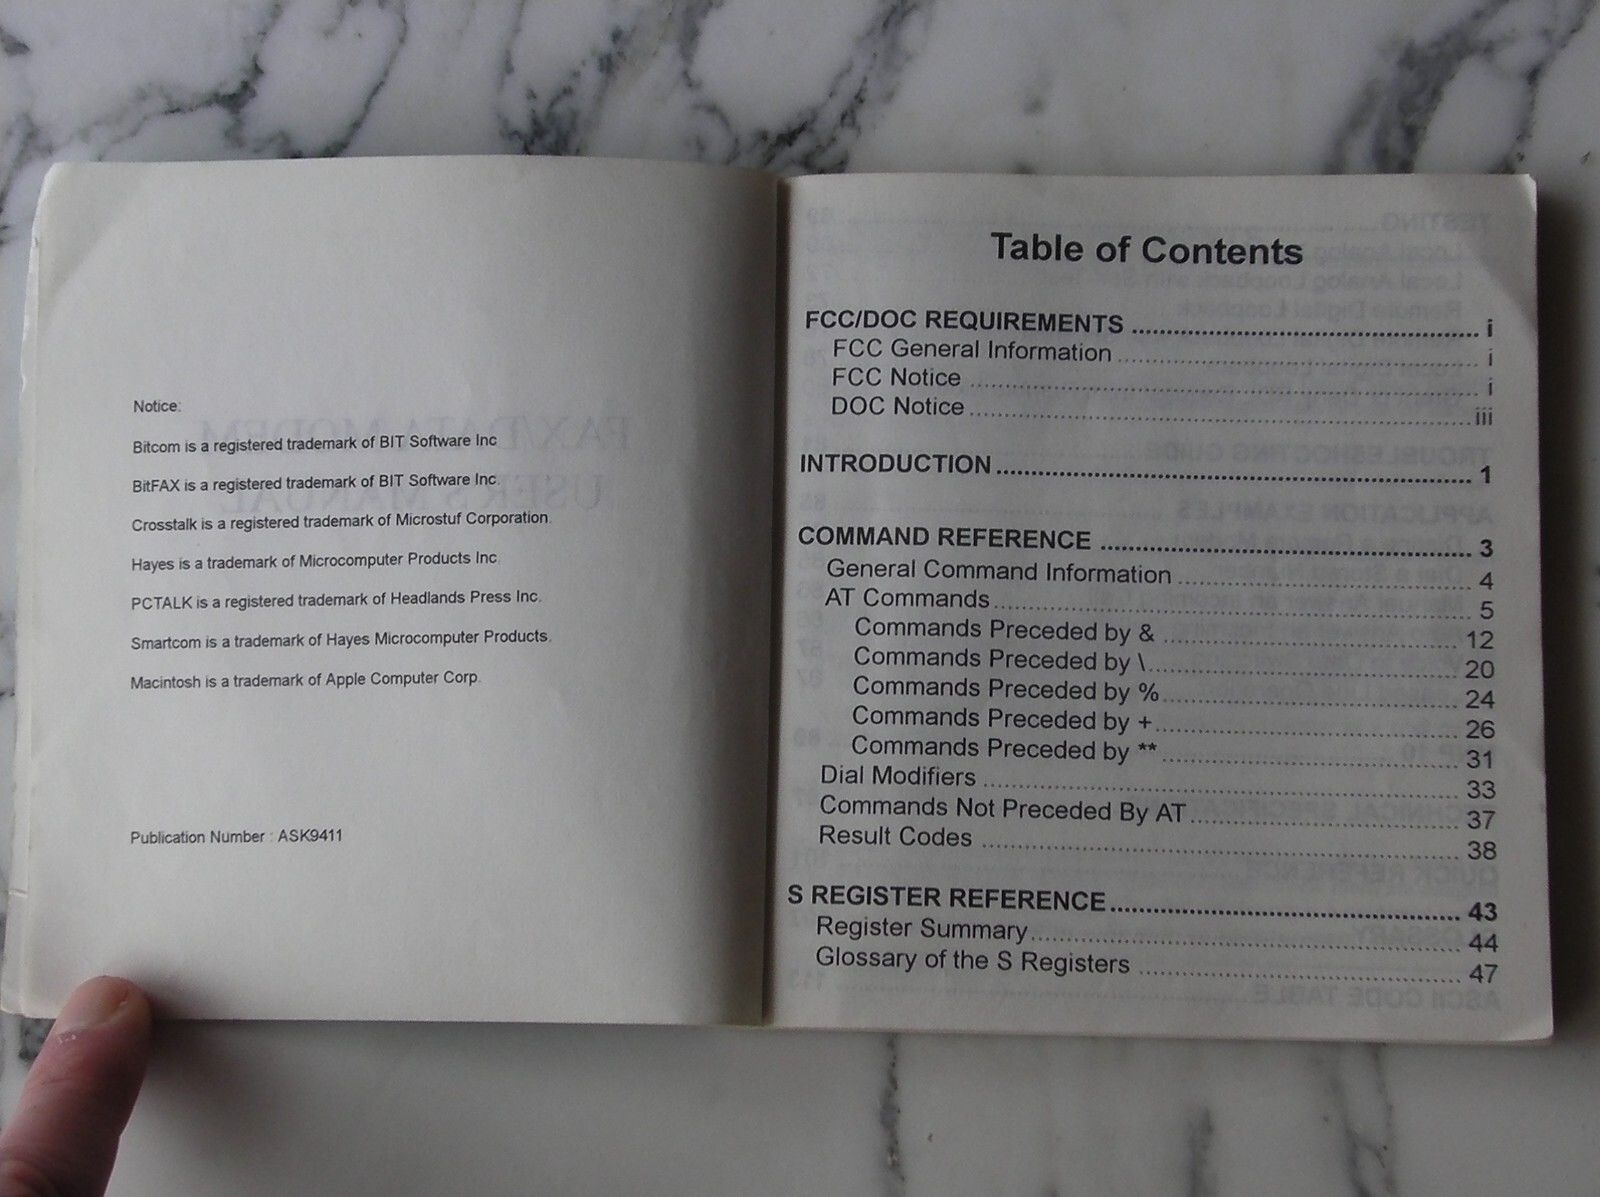 Notice:
Bitcom is a registered trademark of BIT Software Inc
BitFAX is a registered trademark of BIT Software Inc.
Crosstalk is a registered trademark of Microstuf Corporation.
Hayes is a trademark of Microcomputer Products Inc
PCTALK is a registered trademark of Headlands Press Inc.
Smartcom is a trademark of Hayes Microcomputer Products.
Macintosh is a trademark of Apple Computer Corp.
Publication Number : ASK9411
Table of Contents
FCC/DOC REQUIREMENTS ........ i
FCC General Information ........ i
FCC Notice ........ i
DOC Notice ........ iii
INTRODUCTION ........ 1
COMMAND REFERENCE ........ 3
General Command Information ........ 4
AT Commands ........ 5
Commands Preceded by & ........ 12
Commands Preceded by \ ........ 20
Commands Preceded by % ........ 24
Commands Preceded by + ........ 26
Commands Preceded by ** ........ 31
Dial Modifiers ........ 33
Commands Not Preceded By AT ........ 37
Result Codes ........ 38
S REGISTER REFERENCE ........ 43
Register Summary ........ 44
Glossary of the S Registers ........ 47